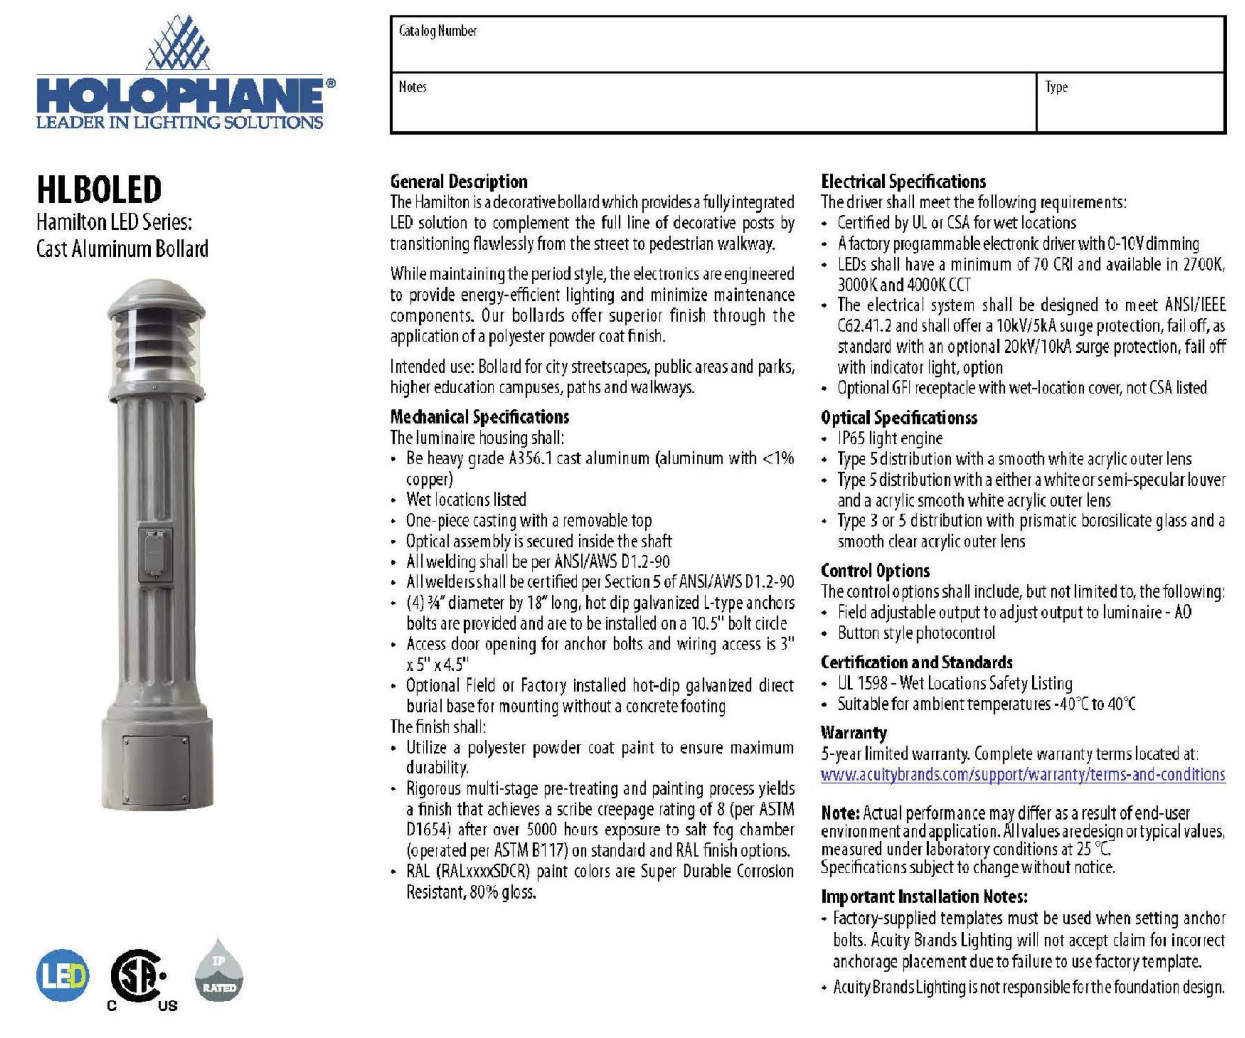 HOLOPHANE®
LEADER IN LIGHTING SOLUTIONS
Catalog Number
Notes
Type
HLBOLED
Hamilton LED Series:
Cast Aluminum Bollard
General Description
The Hamilton is a decorative bollard which provides a fully integrated
LED solution to complement the full line of decorative posts by
transitioning flawlessly from the street to pedestrian walkway.
While maintaining the period style, the electronics are engineered
to provide energy-efficient lighting and minimize maintenance
components. Our bollards offer superior finish through the
application of a polyester powder coat finish.
Intended use: Bollard for city streetscapes, public areas and parks,
higher education campuses, paths and walkways.
Mechanical Specifications
The luminaire housing shall:
• Be heavy grade A356.1 cast aluminum (aluminum with <1%
copper)
• Wet locations listed
• One-piece casting with a removable top
• Optical assembly is secured inside the shaft
• All welding shall be per ANSI/AWS D1.2-90
• All welders shall be certified per Section 5 of ANSI/AWS D1.2-90
• (4) ¾” diameter by 18” long, hot dip galvanized L-type anchors
bolts are provided and are to be installed on a 10.5" bolt circle
• Access door opening for anchor bolts and wiring access is 3"
x 5" x 4.5"
• Optional Field or Factory installed hot-dip galvanized direct
burial base for mounting without a concrete footing
The finish shall:
• Utilize a polyester powder coat paint to ensure maximum
durability.
• Rigorous multi-stage pre-treating and painting process yields
a finish that achieves a scribe creepage rating of 8 (per ASTM
D1654) after over 5000 hours exposure to salt fog chamber
(operated per ASTM B117) on standard and RAL finish options.
• RAL (RALxxxxSDCR) paint colors are Super Durable Corrosion
Resistant, 80% gloss.
Electrical Specifications
The driver shall meet the following requirements:
• Certified by UL or CSA for wet locations
• A factory programmable electronic driver with 0-10V dimming
• LEDs shall have a minimum of 70 CRI and available in 2700K,
3000K and 4000K CCT
• The electrical system shall be designed to meet ANSI/IEEE
C62.41.2 and shall offer a 10kV/5kA surge protection, fail off, as
standard with an optional 20kV/10kA surge protection, fail off
with indicator light, option
• Optional GFI receptacle with wet-location cover, not CSA listed
Optical Specificationss
• IP65 light engine
• Type 5 distribution with a smooth white acrylic outer lens
• Type 5 distribution with a either a white or semi-specular louver
and a acrylic smooth white acrylic outer lens
• Type 3 or 5 distribution with prismatic borosilicate glass and a
smooth clear acrylic outer lens
Control Options
The control options shall include, but not limited to, the following:
• Field adjustable output to adjust output to luminaire - AO
• Button style photocontrol
Certification and Standards
• UL 1598 - Wet Locations Safety Listing
• Suitable for ambient temperatures -40°C to 40°C
Warranty
5-year limited warranty. Complete warranty terms located at:
www.acuitybrands.com/support/warranty/terms-and-conditions
Note: Actual performance may differ as a result of end-user
environment and application. All values are design or typical values,
measured under laboratory conditions at 25 °C.
Specifications subject to change without notice.
Important Installation Notes:
• Factory-supplied templates must be used when setting anchor
bolts. Acuity Brands Lighting will not accept claim for incorrect
anchorage placement due to failure to use factory template.
• Acuity Brands Lighting is not responsible for the foundation design.
LED
C SA US
IP
RATED